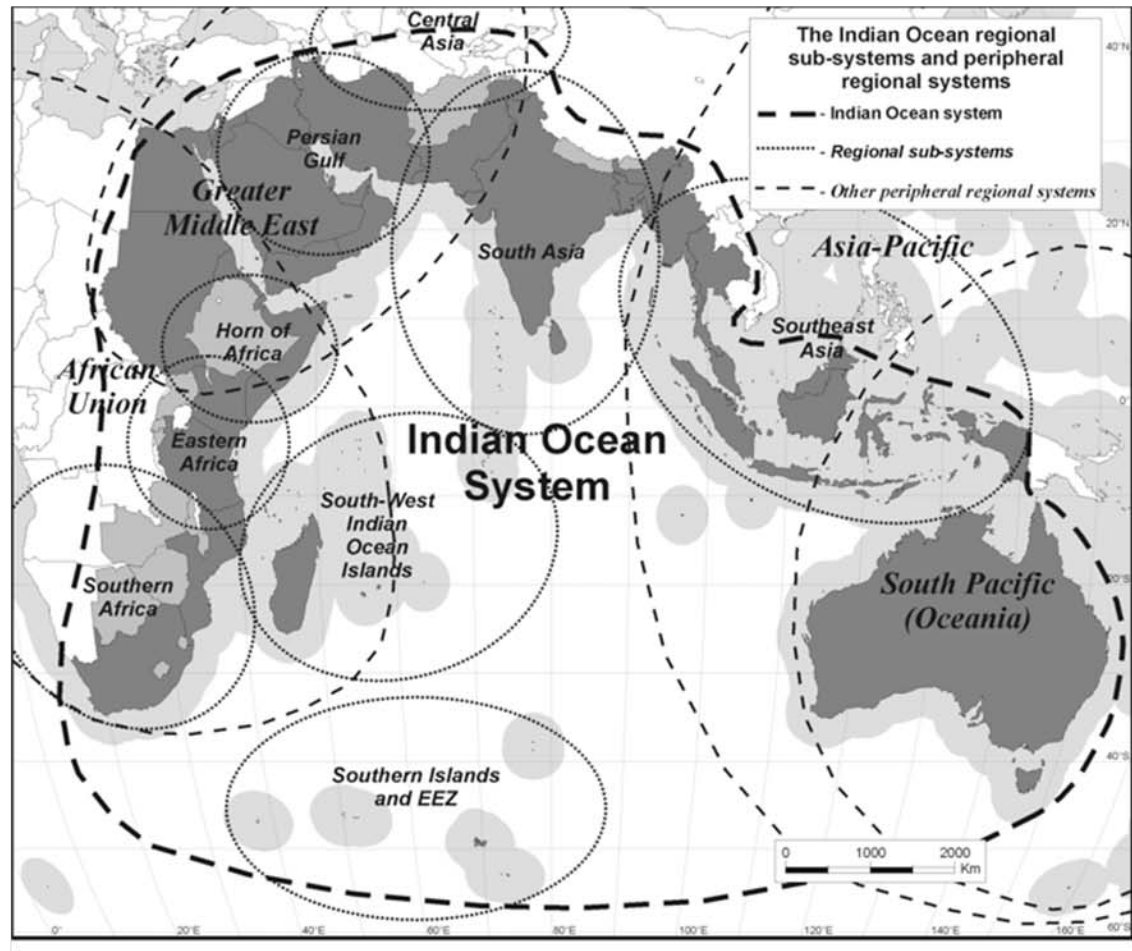 Central
Asia
The Indian Ocean regional
sub-systems and peripheral
regional systems
- Indian Ocean system
- Regional sub-systems
- Other peripheral regional systems
40°N
Persian
Gulf
Greater
Middle East
South Asia
20°N
Asia-Pacific
Horn of
Africa
Southeast
Asia
African
Union
0°
Eastern
Africa
Indian Ocean
System
South-West
Indian
Ocean
Islands
Southern
Africa
South Pacific
(Oceania)
20°S
40°S
Southern Islands
and EEZ
0 1000 2000
Km
0° 20°E 40°E 60°E 80°E 100°E 120°E 140°E 160°E 60°S